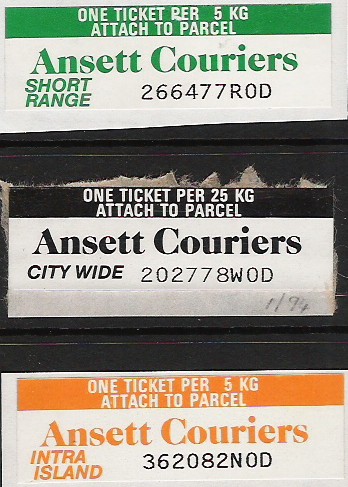 ONE TICKET PER 5 KG
ATTACH TO PARCEL
Ansett Couriers
SHORT
RANGE
266477R0D
ONE TICKET PER 25 KG
ATTACH TO PARCEL
Ansett Couriers
CITY WIDE 202778W0D
1/94
ONE TICKET PER 5 KG
ATTACH TO PARCEL
Ansett Couriers
INTRA
ISLAND
362082N0D